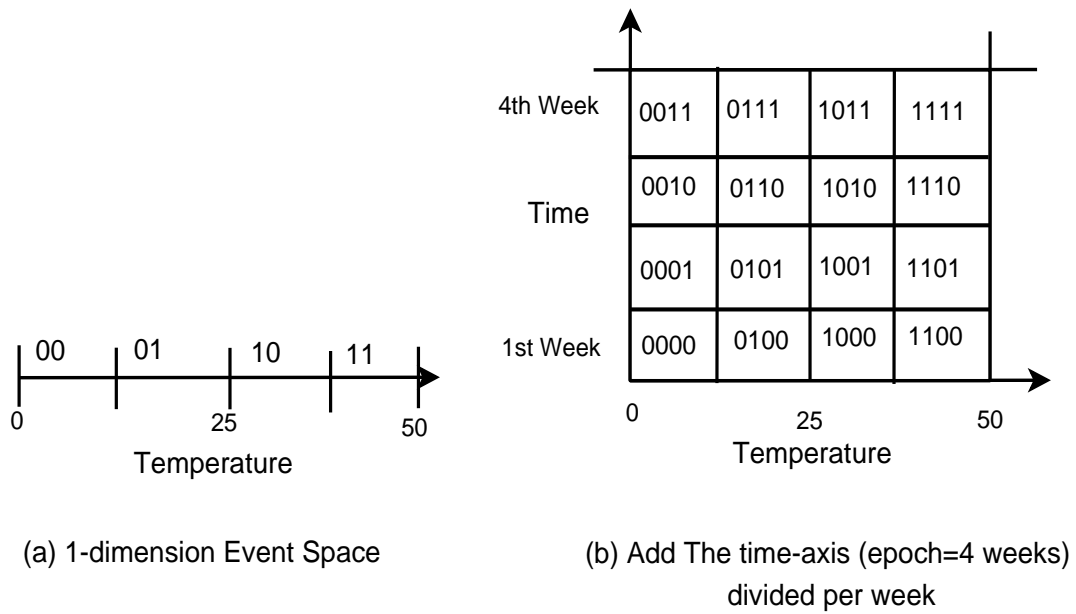 00 01 10 11
0 25 50
Temperature
(a) 1-dimension Event Space
4th Week 0011 0111 1011 1111
0010 0110 1010 1110
Time
0001 0101 1001 1101
1st Week 0000 0100 1000 1100
0 25 50
Temperature
(b) Add The time-axis (epoch=4 weeks)
divided per week